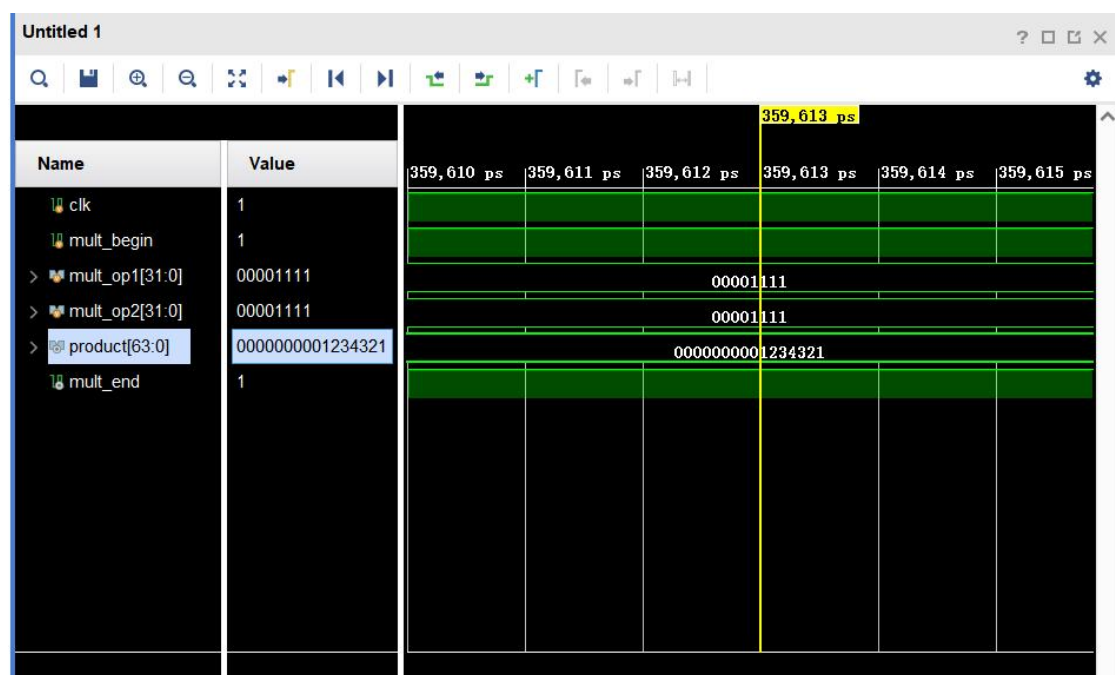 Untitled 1
359,613 ps
Name Value
359,610 ps 359,611 ps 359,612 ps 359,613 ps 359,614 ps 359,615 ps
clk 1
mult_begin 1
mult_op1[31:0] 00001111 00001111
mult_op2[31:0] 00001111 00001111
product[63:0] 0000000001234321 0000000001234321
mult_end 1